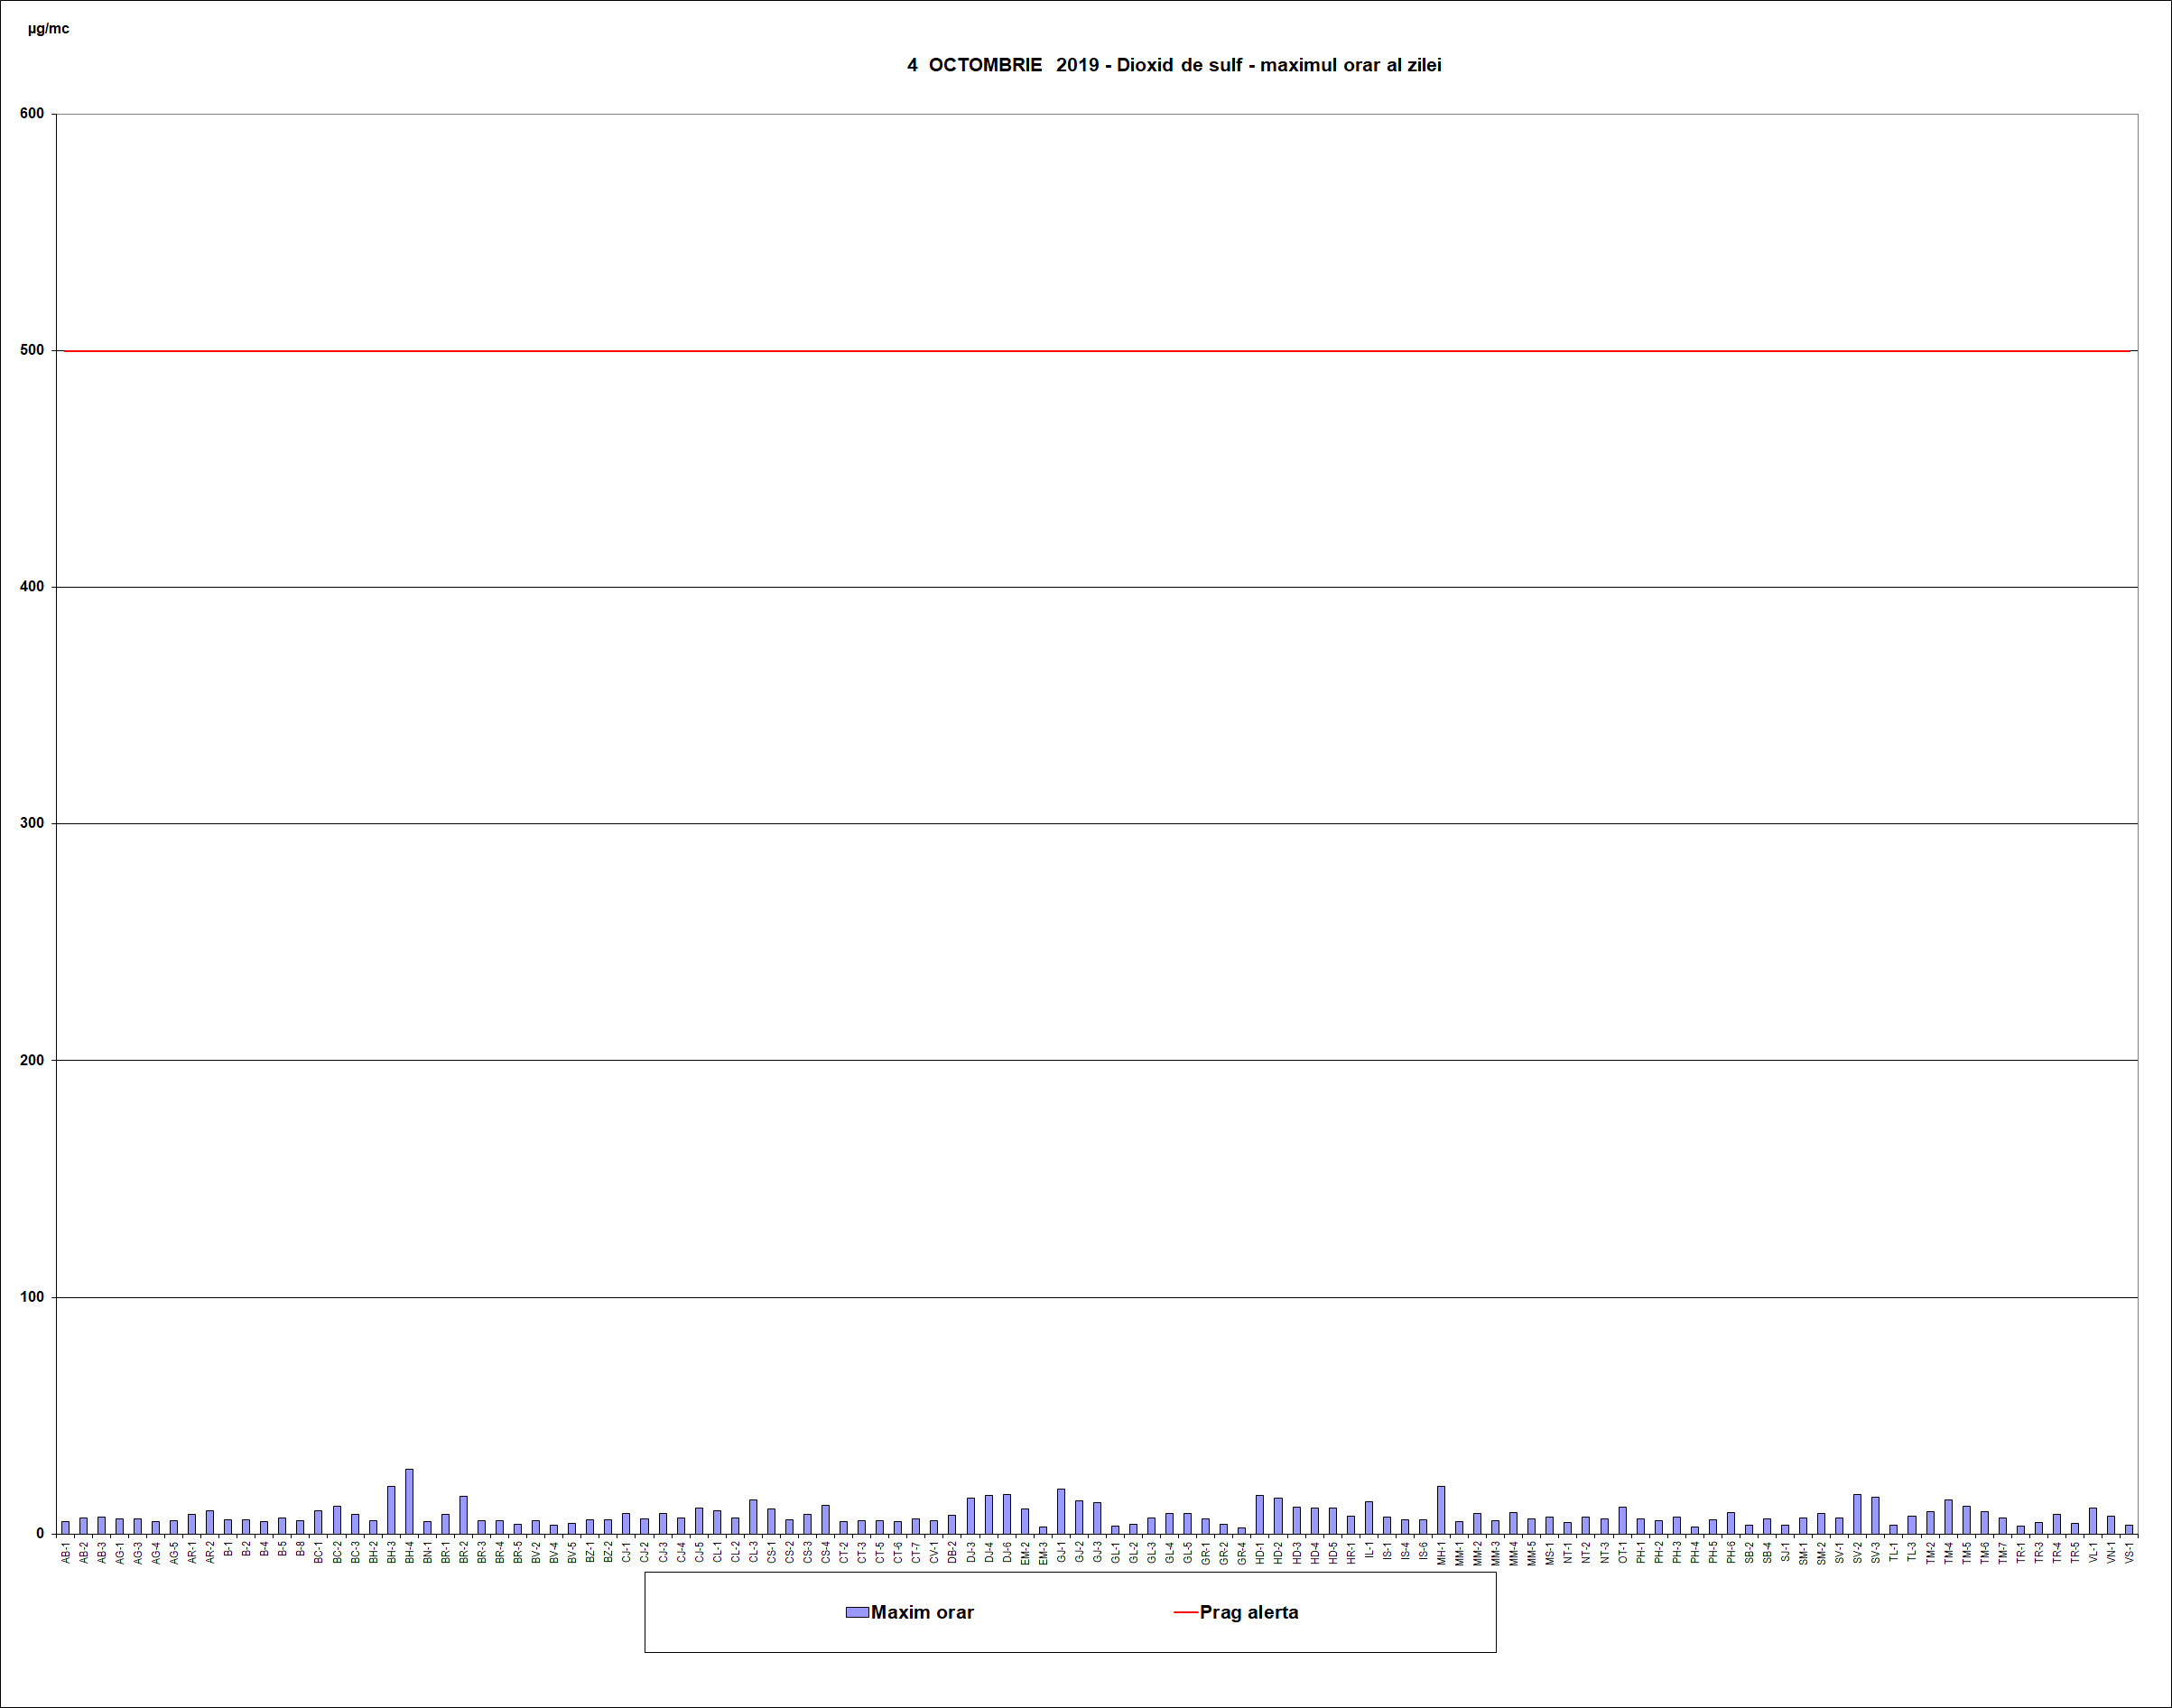 µg/mc
4 OCTOMBRIE 2019 - Dioxid de sulf - maximul orar al zilei
600
500
400
300
200
100
0
AB-1 AB-2 AB-3 AG-1 AG-3 AG-4 AG-5 AR-1 AR-2 B-1 B-2 B-4 B-5 B-8 BC-1 BC-2 BC-3 BH-2 BH-3 BH-4 BN-1 BR-1 BR-2 BR-3 BR-4 BR-5 BV-2 BV-4 BV-5 BZ-1 BZ-2 CJ-1 CJ-2 CJ-3 CJ-4 CJ-5 CL-1 CL-2 CL-3 CS-1 CS-2 CS-3 CS-4 CT-2 CT-3 CT-5 CT-6 CT-7 CV-1 DB-2 DJ-3 DJ-4 DJ-6 EM-2 EM-3 GJ-1 GJ-2 GJ-3 GL-1 GL-2 GL-3 GL-4 GL-5 GR-1 GR-2 GR-4 HD-1 HD-2 HD-3 HD-4 HD-5 HR-1 IL-1 IS-1 IS-4 IS-6 MH-1 MM-1 MM-2 MM-3 MM-4 MM-5 MS-1 NT-1 NT-2 NT-3 OT-1 PH-1 PH-2 PH-3 PH-4 PH-5 PH-6 SB-2 SB-4 SJ-1 SM-1 SM-2 SV-1 SV-2 SV-3 TL-1 TL-3 TM-2 TM-4 TM-5 TM-6 TM-7 TR-1 TR-3 TR-4 TR-5 VL-1 VN-1 VS-1
Maxim orar Prag alerta